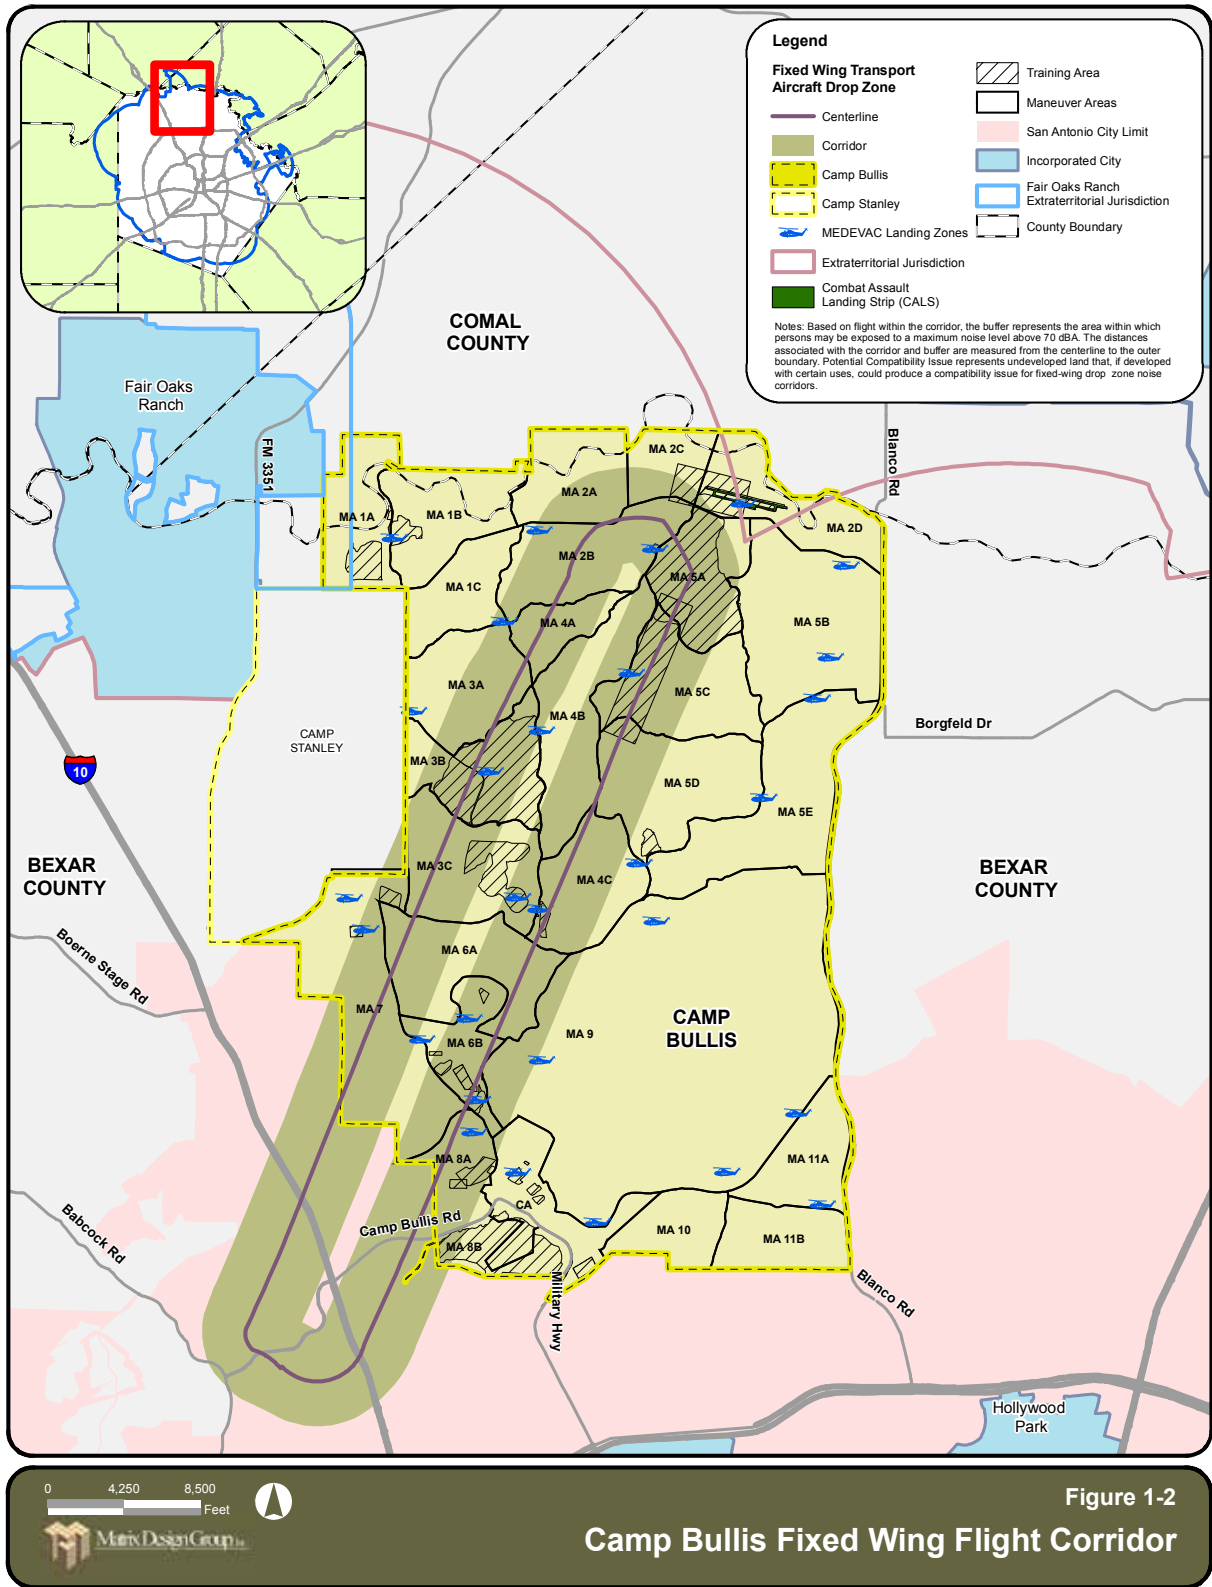 Legend
Fixed Wing Transport
Aircraft Drop Zone
Centerline
Corridor
Camp Bullis
Camp Stanley
MEDEVAC Landing Zones
Extraterritorial Jurisdiction
Combat Assault
Landing Strip (CALS)
Training Area
Maneuver Areas
San Antonio City Limit
Incorporated City
Fair Oaks Ranch
Extraterritorial Jurisdiction
County Boundary
Notes: Based on flight within the corridor, the buffer represents the area within which
persons may be exposed to a maximum noise level above 70 dBA. The distances
associated with the corridor and buffer are measured from the centerline to the outer
boundary. Potential Compatibility Issue represents undeveloped land that, if developed
with certain uses, could produce a compatibility issue for fixed-wing drop zone noise
corridors.
COMAL
COUNTY
Fair Oaks
Ranch
FM 3351
Blanco Rd
MA 2C
MA 2A
MA 1A
MA 1B
MA 2D
MA 2B
MA 5A
MA 1C
MA 4A
MA 5B
MA 3A
MA 5C
MA 4B
Borgfeld Dr
CAMP
STANLEY
10
MA 3B
MA 5D
MA 5E
BEXAR
COUNTY
MA 3C
MA 4C
BEXAR
COUNTY
Boerne Stage Rd
MA 6A
MA 7
CAMP
BULLIS
MA 9
MA 6B
MA 8A
MA 11A
CA
Camp Bullis Rd
Babcock Rd
MA 8B
MA 10
MA 11B
Military Hwy
Blanco Rd
Hollywood
Park
0 4,250 8,500
Feet
Matrix Design Group
Figure 1-2
Camp Bullis Fixed Wing Flight Corridor